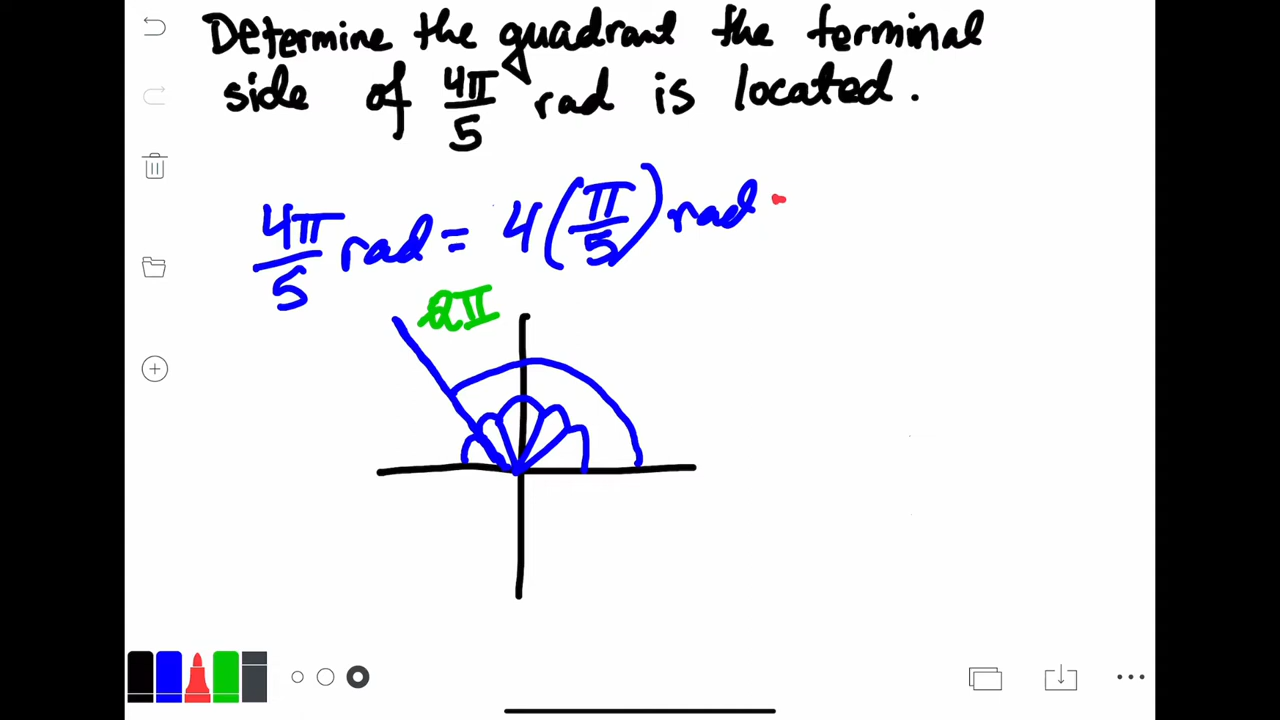 Determine the quadrant the terminal
side of 4π/5 rad is located.
4π/5 rad = 4(π/5) rad
QII